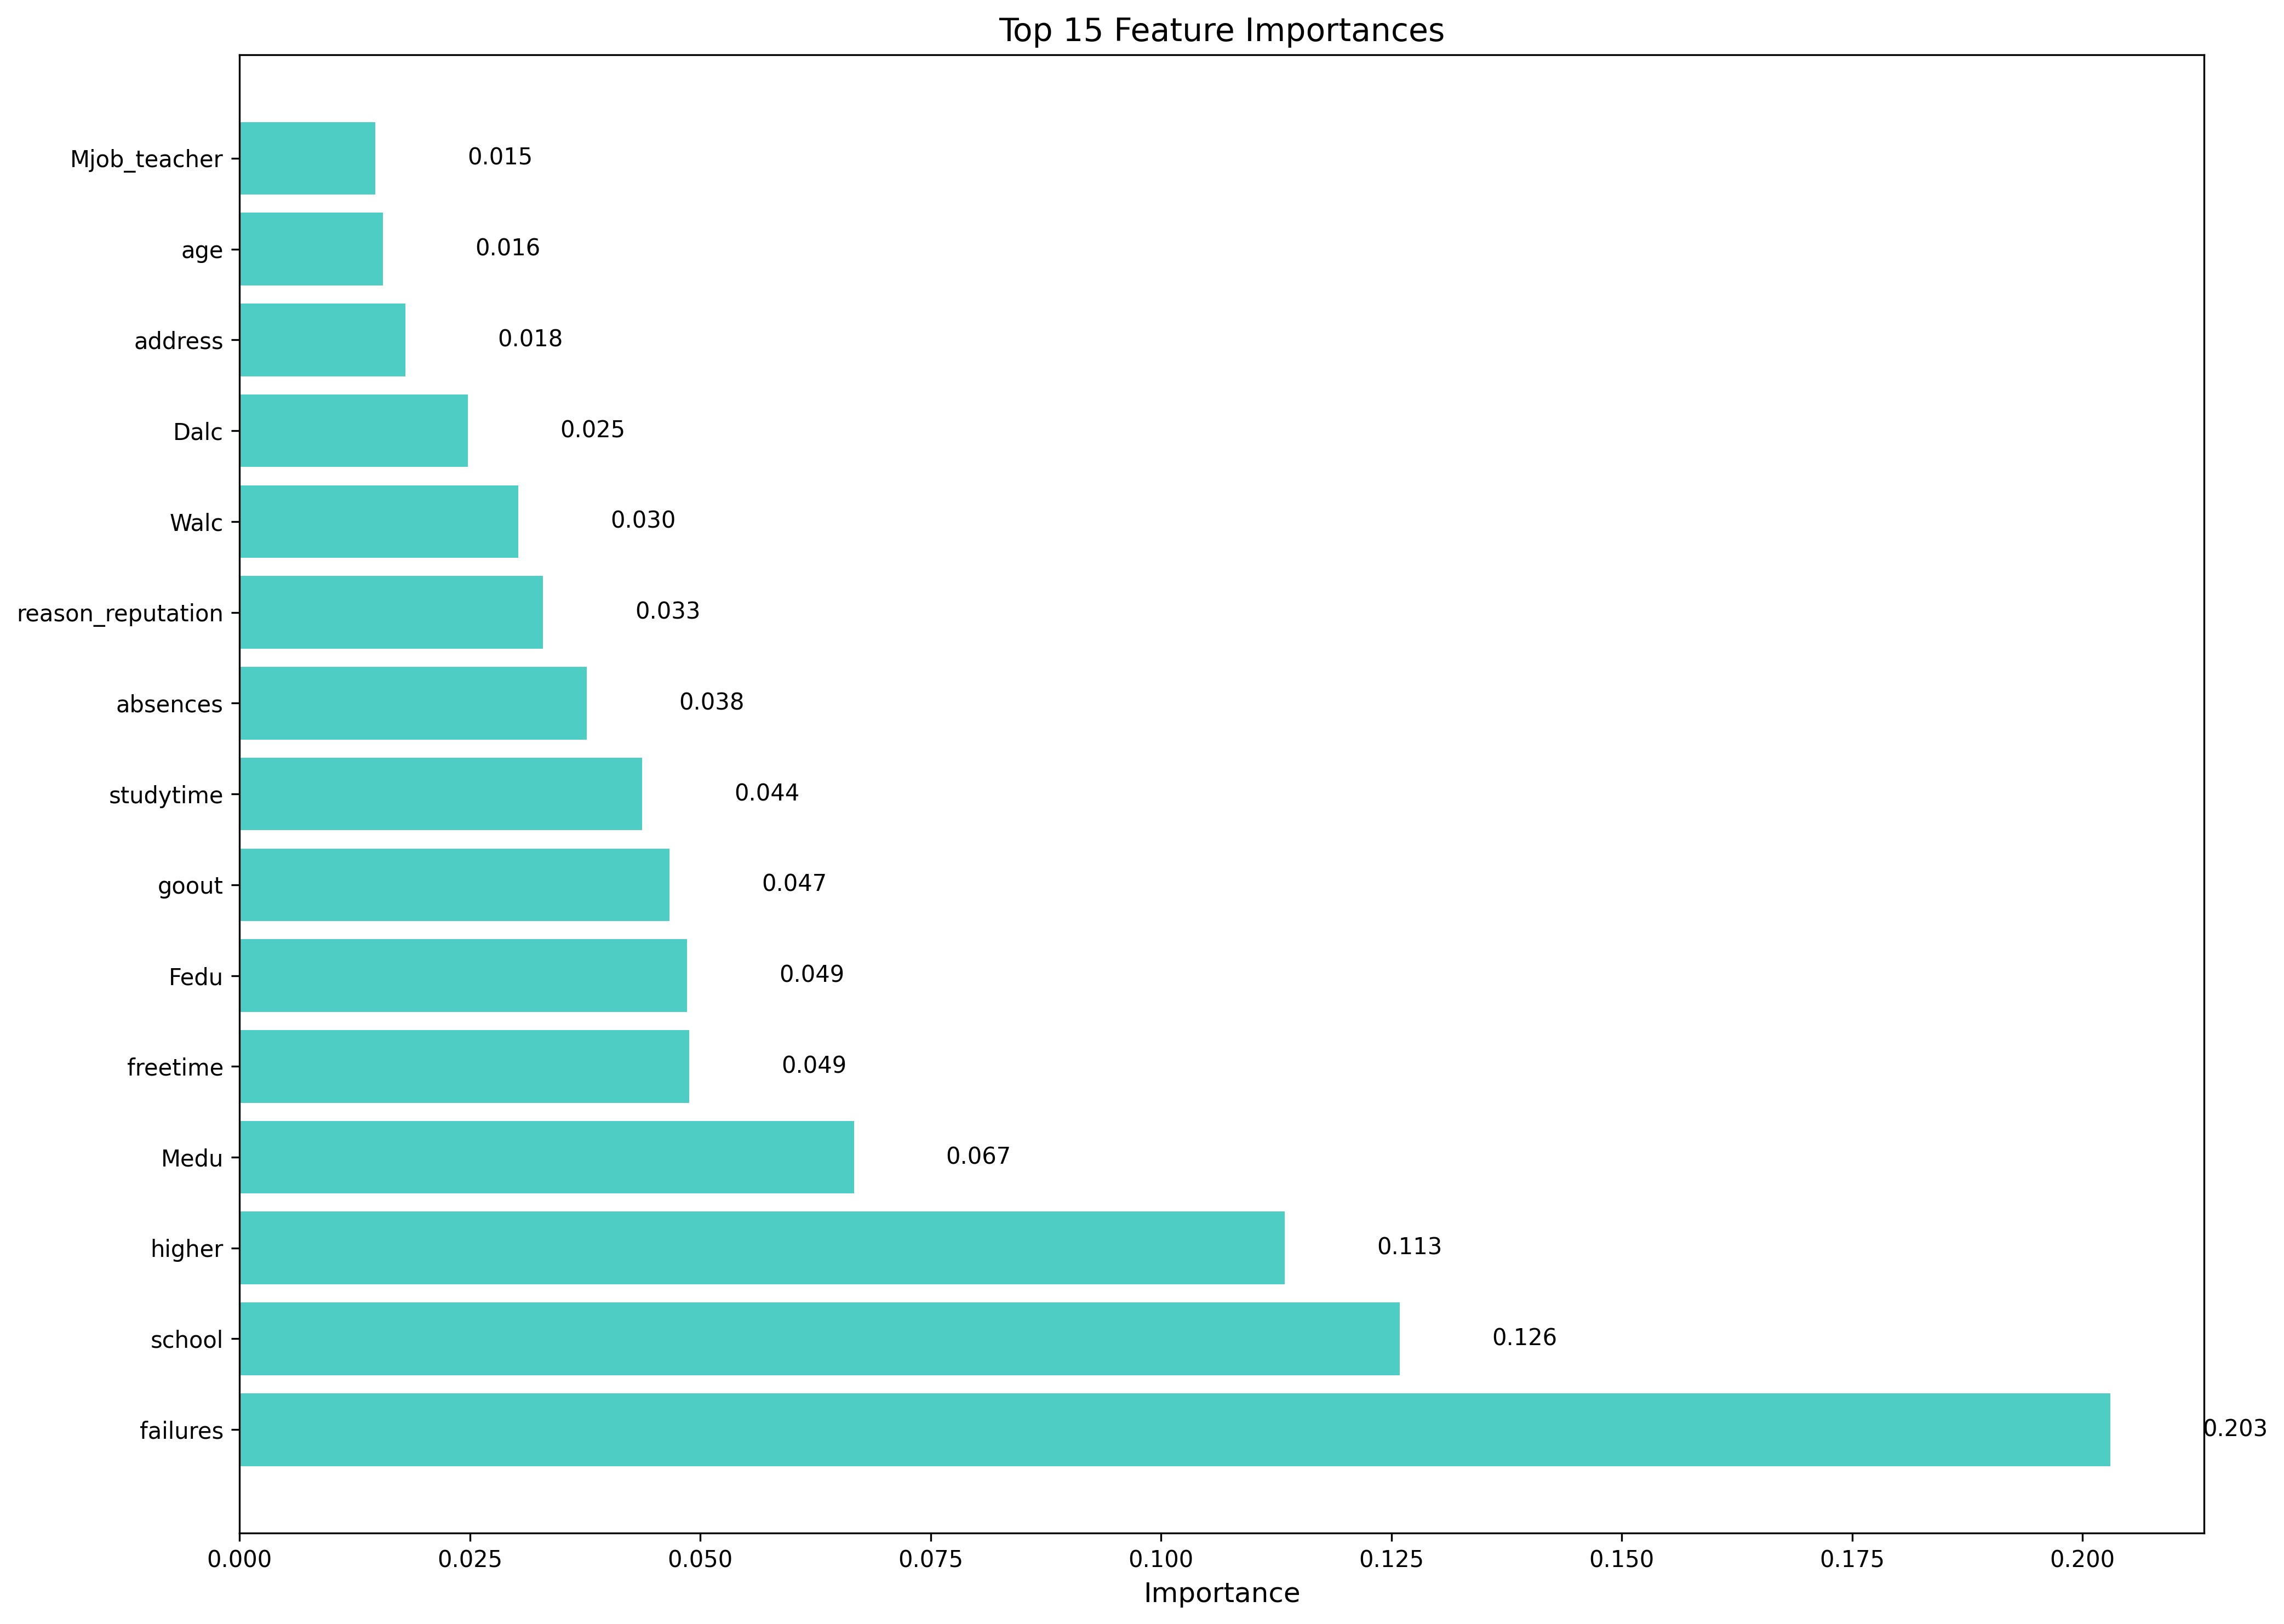 Top 15 Feature Importances
Mjob_teacher 0.015
age 0.016
address 0.018
Dalc 0.025
Walc 0.030
reason_reputation 0.033
absences 0.038
studytime 0.044
goout 0.047
Fedu 0.049
freetime 0.049
Medu 0.067
higher 0.113
school 0.126
failures 0.203
0.000 0.025 0.050 0.075 0.100 0.125 0.150 0.175 0.200
Importance